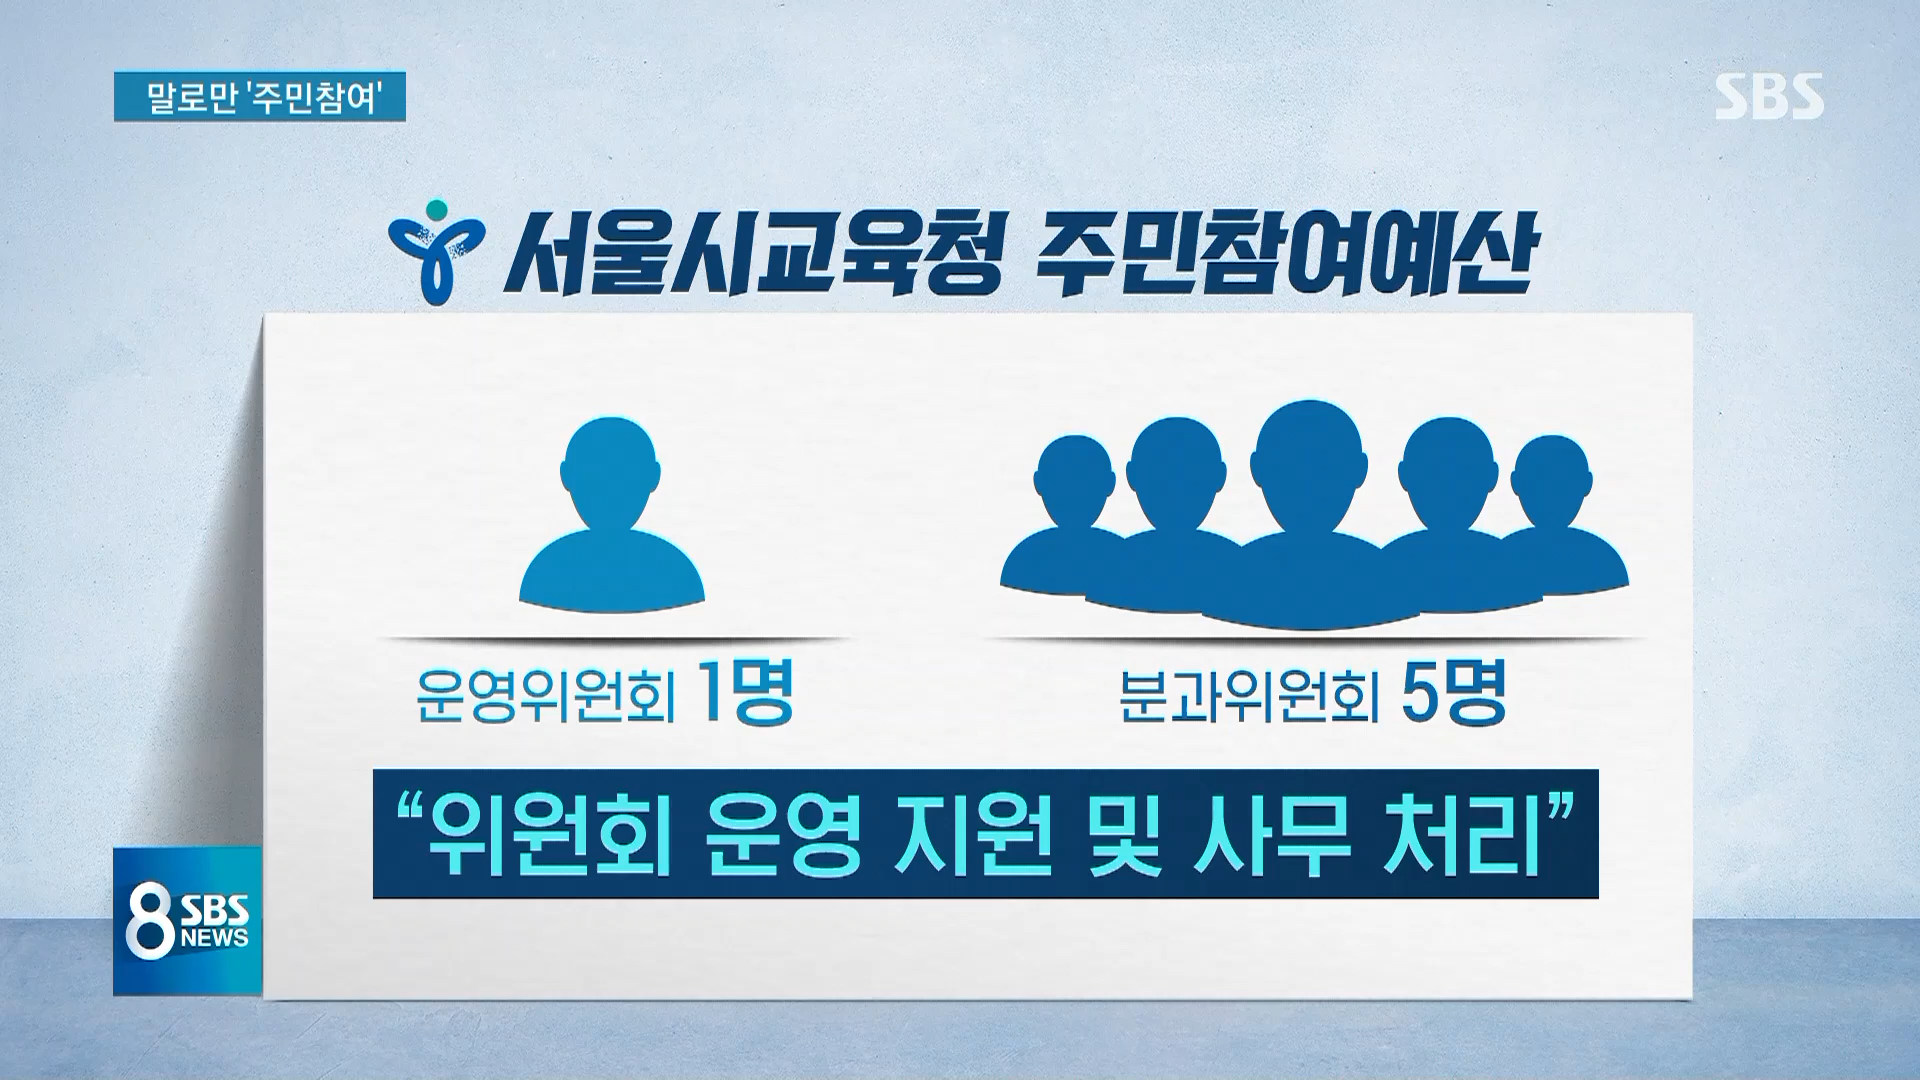 말로만 '주민참여'
SBS
서울시교육청 주민참여예산
운영위원회 1명
분과위원회 5명
“위원회 운영 지원 및 사무 처리”
8 SBS
NEWS